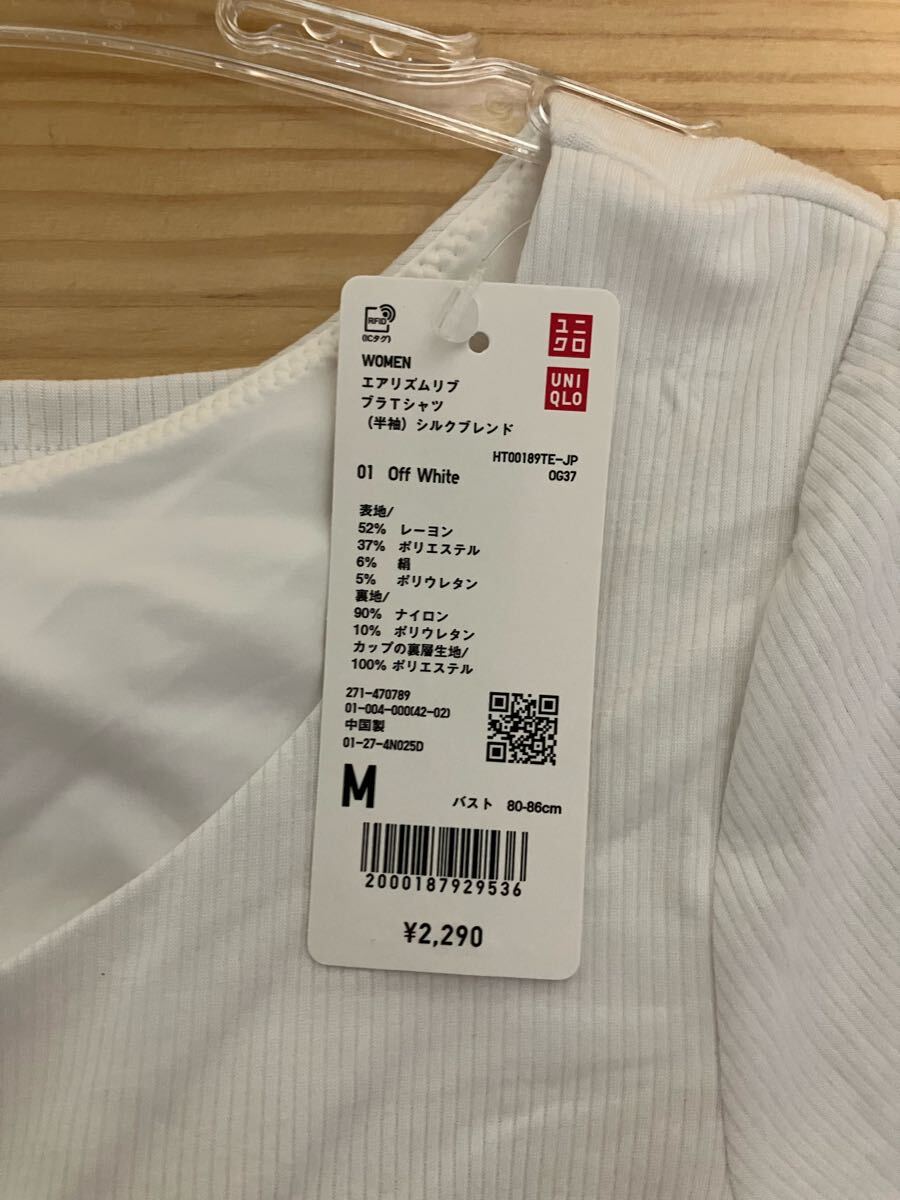 RFID
(ICタグ)
ユニ
クロ
WOMEN
UNI
QLO
エアリズムリブ
ブラTシャツ
(半袖) シルクブレンド
HT00189TE-JP
01 Off White
OG37
表地/
52% レーヨン
37% ポリエステル
6% 絹
5% ポリウレタン
裏地/
90% ナイロン
10% ポリウレタン
カップの裏層生地/
100% ポリエステル
271-470789
01-004-000(42-02)
中国製
01-27-4N025D
M バスト 80-86cm
2000187929536
¥2,290